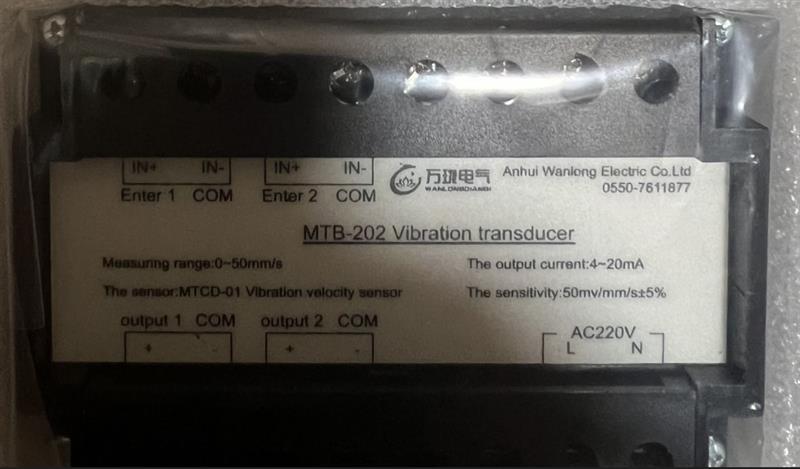 IN+ IN- IN+ IN-
Enter 1 COM Enter 2 COM
万珑电气
WANLONGDIANQI
Anhui Wanlong Electric Co.Ltd
0550-7611877
MTB-202 Vibration transducer
Measuring range:0~50mm/s
The output current:4~20mA
The sensor:MTCD-01 Vibration velocity sensor
The sensitivity:50mv/mm/s±5%
output 1 COM output 2 COM
AC220V
+ - + - L N